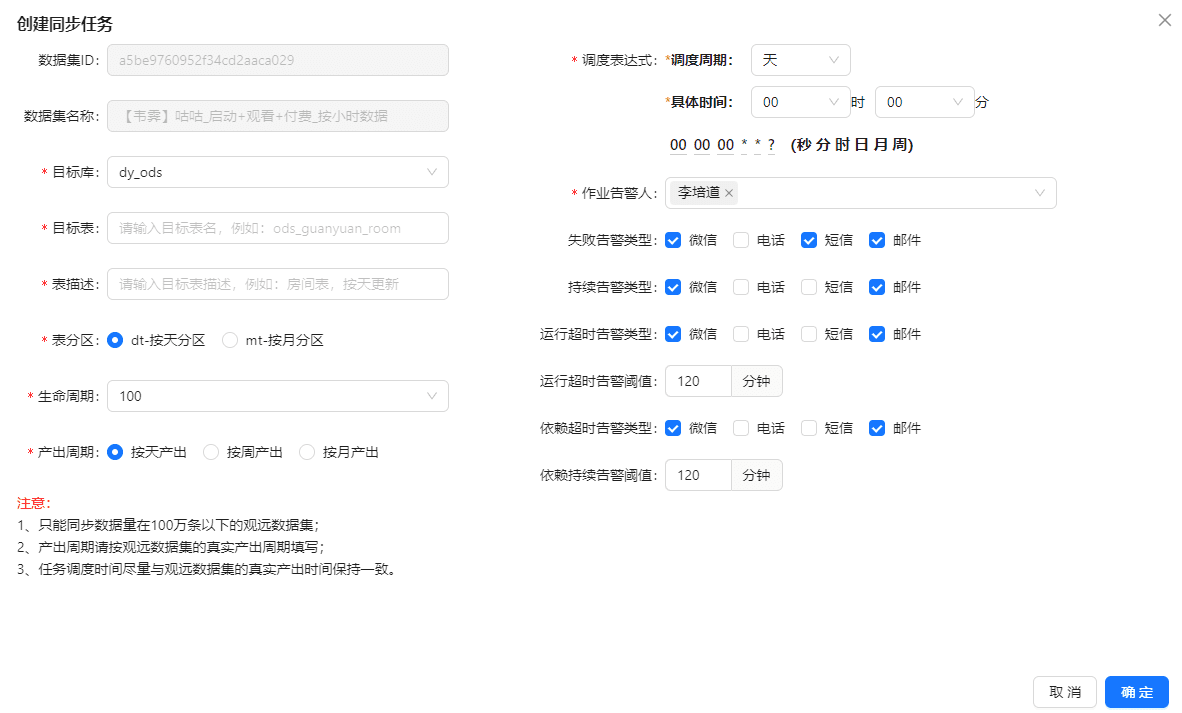 创建同步任务
数据集ID: a5be9760952f34cd2aaca029
数据集名称: 【韦霁】咕咕_启动+观看+付费_按小时数据
* 目标库: dy_ods
* 目标表: 请输入目标表名，例如：ods_guanyuan_room
* 表描述: 请输入目标表描述，例如：房间表，按天更新
* 表分区: dt-按天分区 mt-按月分区
* 生命周期: 100
* 产出周期: 按天产出 按周产出 按月产出
注意：
1、只能同步数据量在100万条以下的观远数据集；
2、产出周期请按观远数据集的真实产出周期填写；
3、任务调度时间尽量与观远数据集的真实产出时间保持一致。
* 调度表达式: *调度周期： 天
*具体时间： 00 时 00 分
00 00 00 * * ? (秒 分 时 日 月 周)
* 作业告警人: 李培道
失败告警类型: 微信 电话 短信 邮件
持续告警类型: 微信 电话 短信 邮件
运行超时告警类型: 微信 电话 短信 邮件
运行超时告警阈值: 120 分钟
依赖超时告警类型: 微信 电话 短信 邮件
依赖持续告警阈值: 120 分钟
取 消 确 定